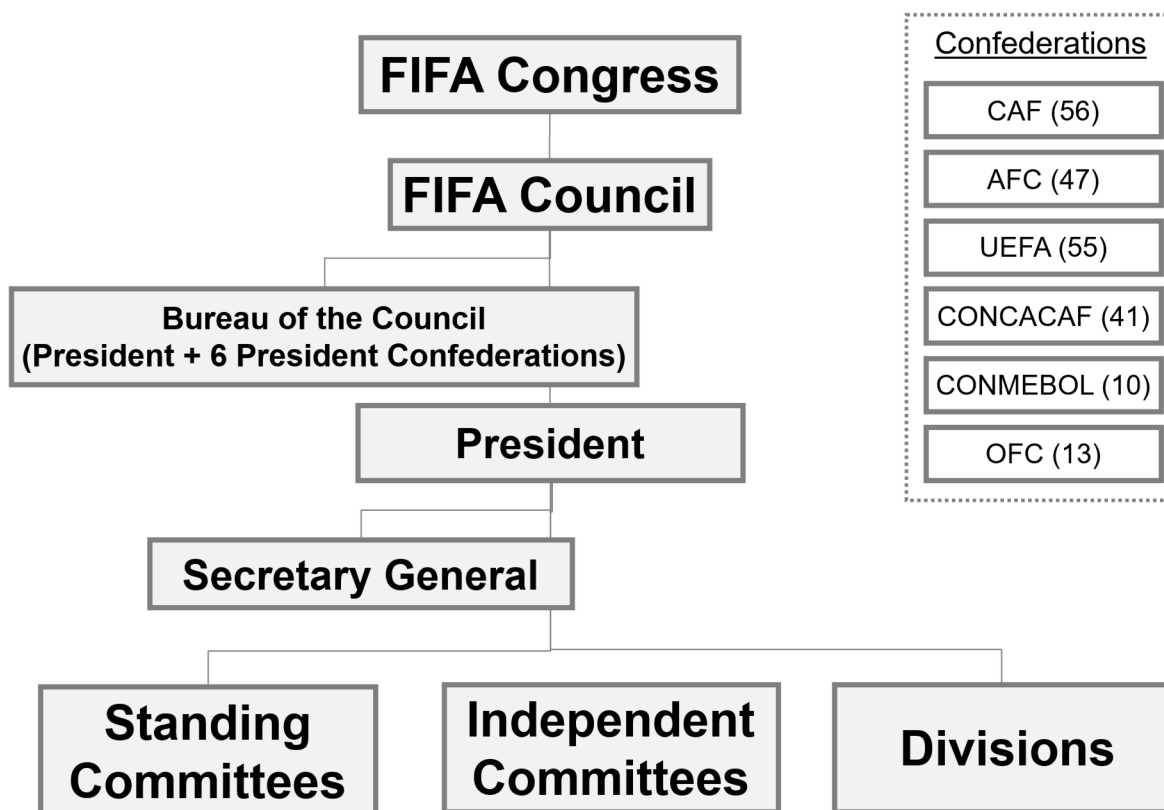 FIFA Congress
FIFA Council
Bureau of the Council
(President + 6 President Confederations)
President
Secretary General
Standing
Committees
Independent
Committees
Divisions
Confederations
CAF (56)
AFC (47)
UEFA (55)
CONCACAF (41)
CONMEBOL (10)
OFC (13)